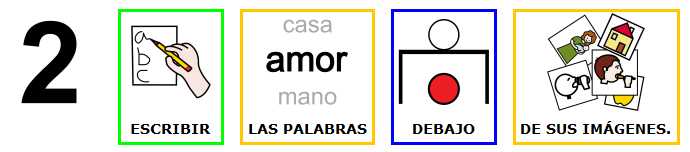 2
a
b
c
ESCRIBIR
casa
amor
mano
LAS PALABRAS
DEBAJO
DE SUS IMÁGENES.